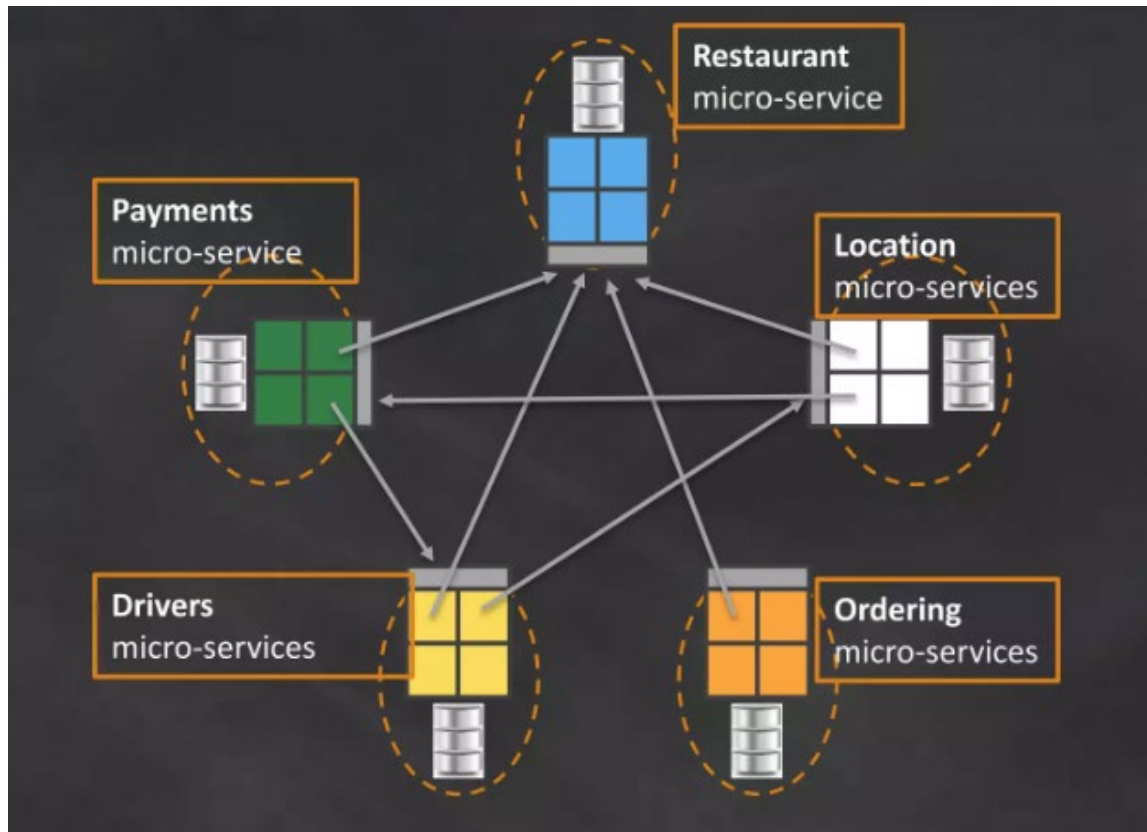 Restaurant
micro-service
Payments
micro-service
Location
micro-services
Drivers
micro-services
Ordering
micro-services